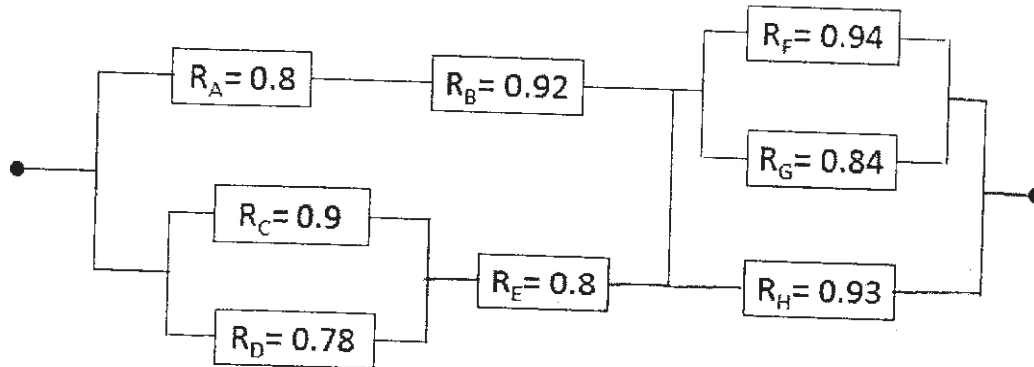 R_F= 0.94
R_A= 0.8
R_B= 0.92
R_G= 0.84
R_C= 0.9
R_E= 0.8
R_H= 0.93
R_D= 0.78